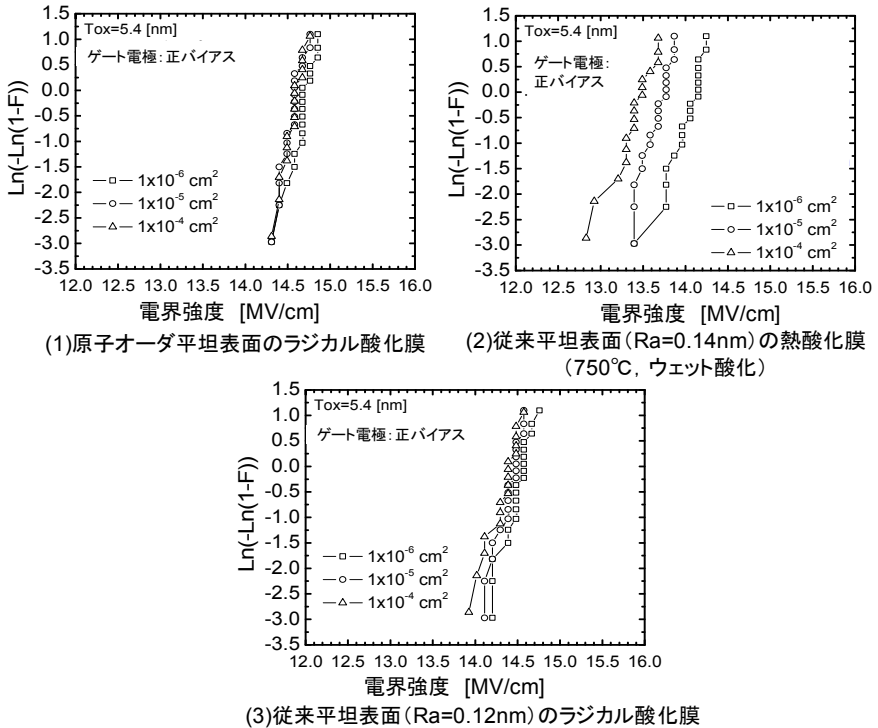 Tox=5.4 [nm]
ゲート電極:正バイアス
Ln(-Ln(1-F))
1.5
1.0
0.5
0.0
-0.5
-1.0
-1.5
-2.0
-2.5
-3.0
-3.5
1x10⁻⁶ cm²
1x10⁻⁵ cm²
1x10⁻⁴ cm²
12.0 12.5 13.0 13.5 14.0 14.5 15.0 15.5 16.0
電界強度 [MV/cm]
(1)原子オーダ平坦表面のラジカル酸化膜
Tox=5.4 [nm]
ゲート電極:
正バイアス
Ln(-Ln(1-F))
1.5
1.0
0.5
0.0
-0.5
-1.0
-1.5
-2.0
-2.5
-3.0
-3.5
1x10⁻⁶ cm²
1x10⁻⁵ cm²
1x10⁻⁴ cm²
12.0 12.5 13.0 13.5 14.0 14.5 15.0 15.5 16.0
電界強度 [MV/cm]
(2)従来平坦表面(Ra=0.14nm)の熱酸化膜
(750℃, ウェット酸化)
Tox=5.4 [nm]
ゲート電極:正バイアス
Ln(-Ln(1-F))
1.5
1.0
0.5
0.0
-0.5
-1.0
-1.5
-2.0
-2.5
-3.0
-3.5
1x10⁻⁶ cm²
1x10⁻⁵ cm²
1x10⁻⁴ cm²
12.0 12.5 13.0 13.5 14.0 14.5 15.0 15.5 16.0
電界強度 [MV/cm]
(3)従来平坦表面(Ra=0.12nm)のラジカル酸化膜